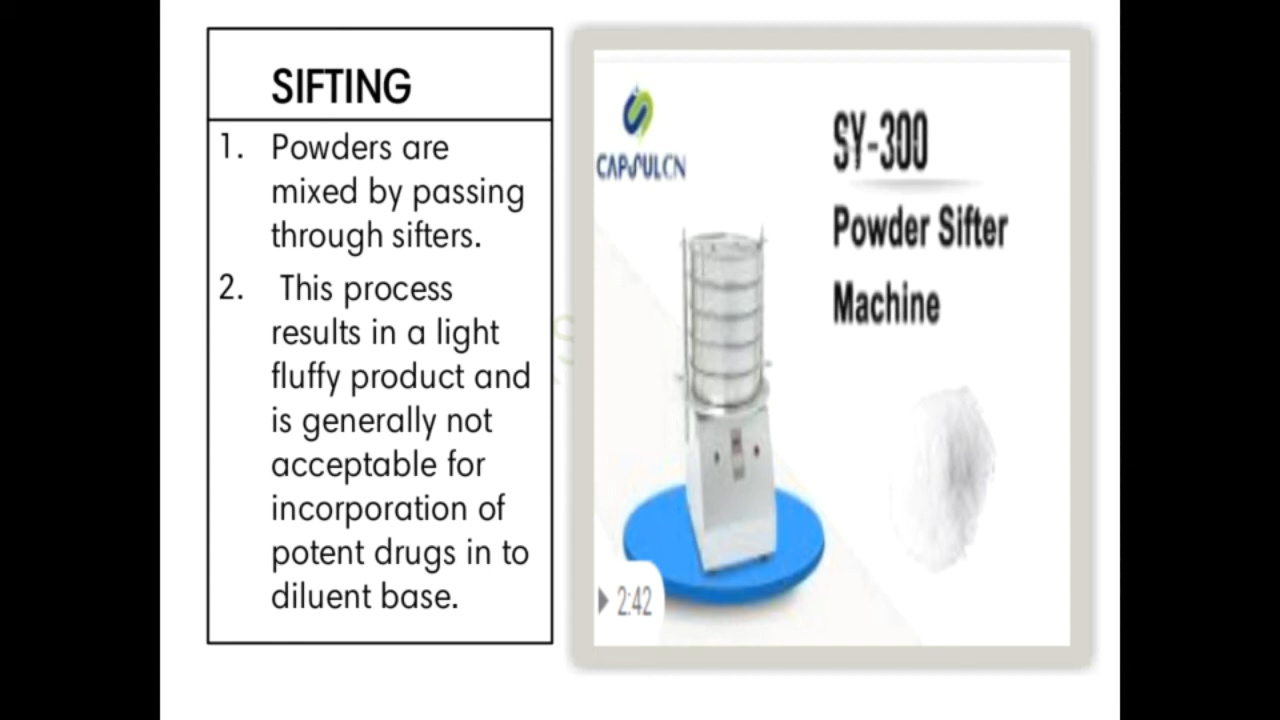 SIFTING
1. Powders are
mixed by passing
through sifters.
2. This process
results in a light
fluffy product and
is generally not
acceptable for
incorporation of
potent drugs in to
diluent base.
CAPSULCN
SY-300
Powder Sifter
Machine
2:42